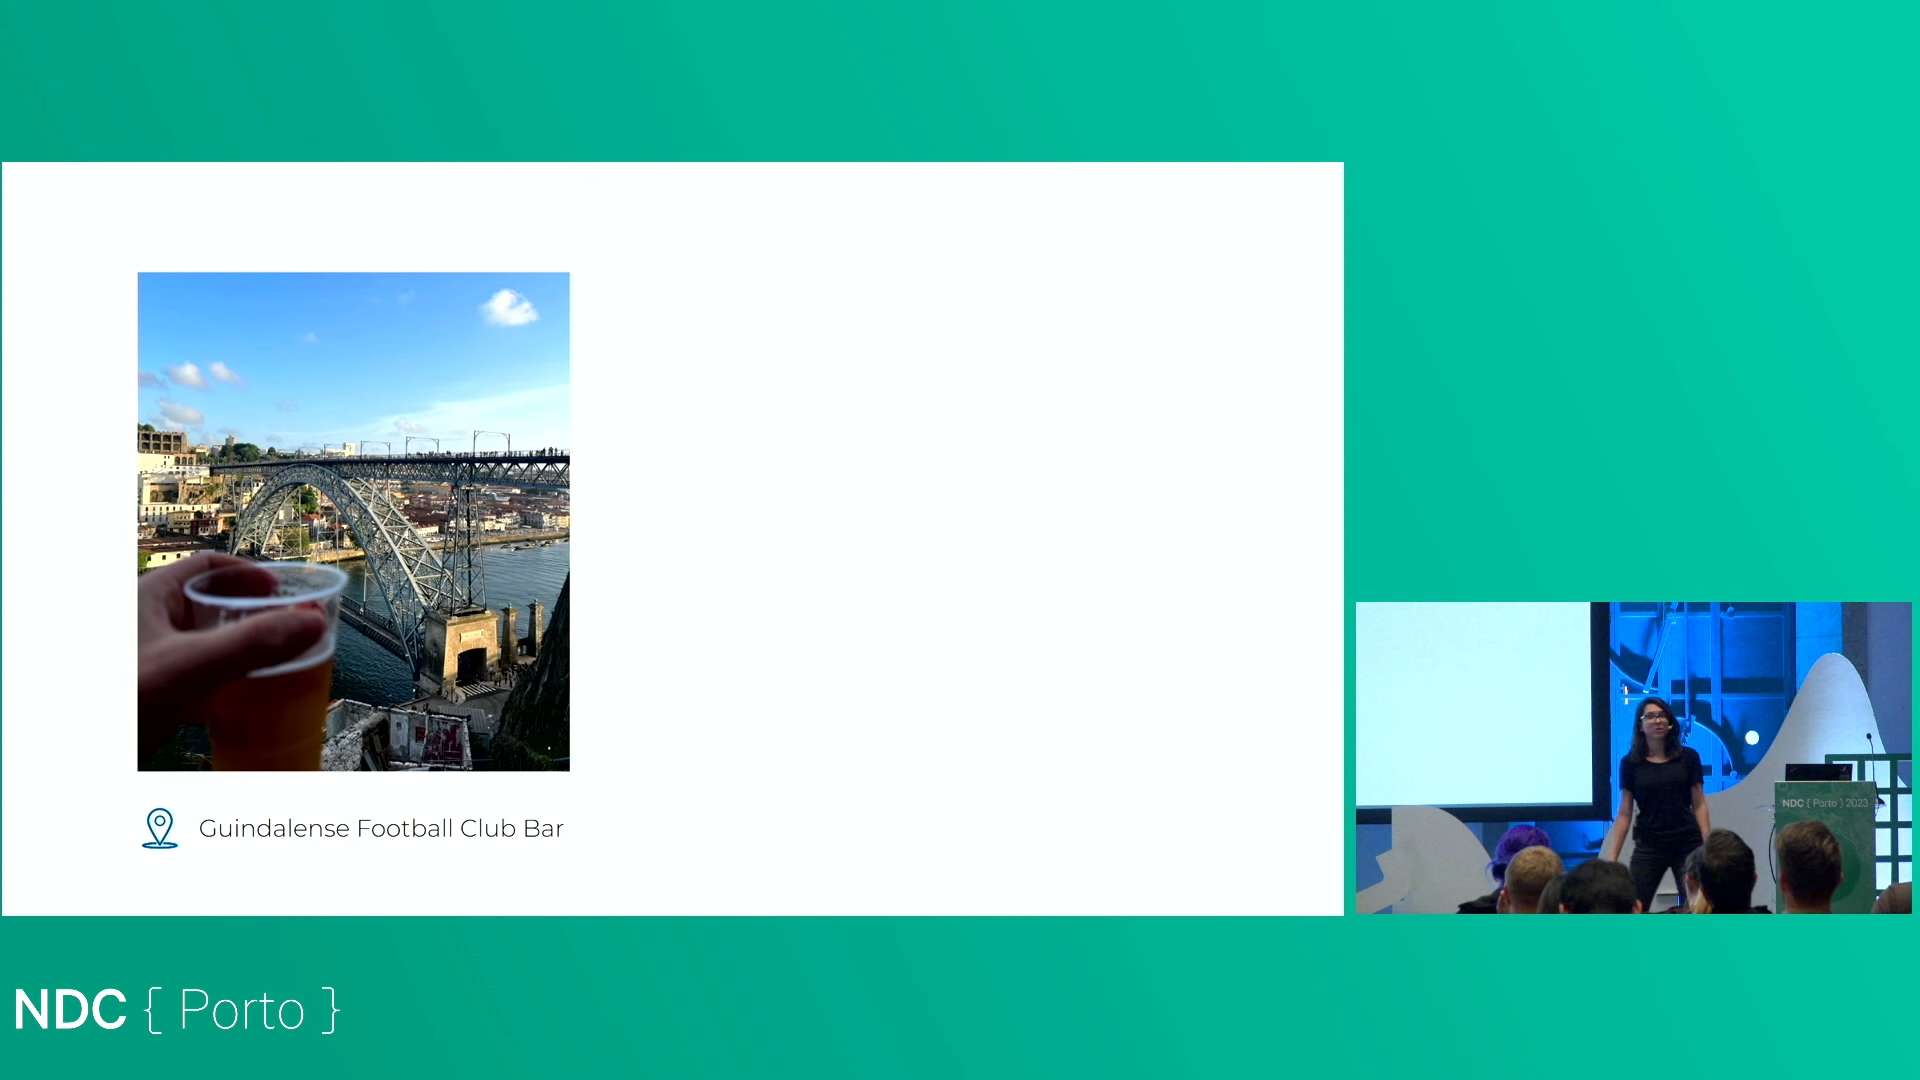 Guindalense Football Club Bar
NDC { Porto } 2023
NDC { Porto }